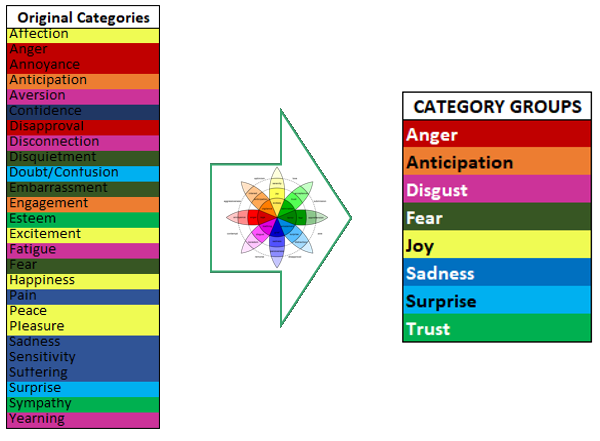 Original Categories
Affection
Anger
Annoyance
Anticipation
Aversion
Confidence
Disapproval
Disconnection
Disquietment
Doubt/Confusion
Embarrassment
Engagement
Esteem
Excitement
Fatigue
Fear
Happiness
Pain
Peace
Pleasure
Sadness
Sensitivity
Suffering
Surprise
Sympathy
Yearning
CATEGORY GROUPS
Anger
Anticipation
Disgust
Fear
Joy
Sadness
Surprise
Trust